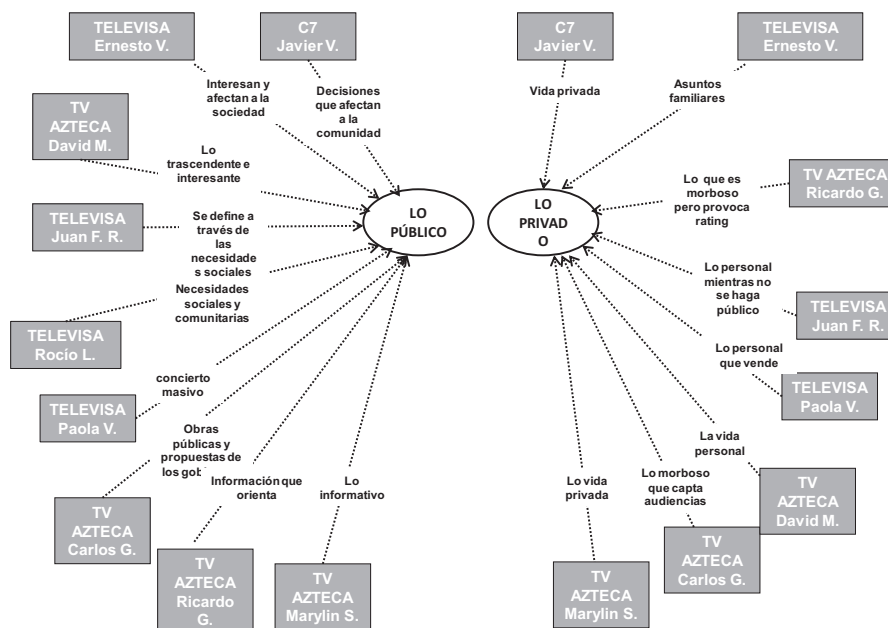 TELEVISA
Ernesto V.
C7
Javier V.
C7
Javier V.
TELEVISA
Ernesto V.
Interesan y
afectan a la
sociedad
Decisiones
que afectan
a la
comunidad
Vida privada
Asuntos
familiares
TV
AZTECA
David M.
Lo
trascendente e
interesante
Lo que es
morboso
pero provoca
rating
TV AZTECA
Ricardo G.
TELEVISA
Juan F. R.
Se define a
través de
las
necesidade
s sociales
LO
PÚBLICO
LO
PRIVAD
O
Necesidades
sociales y
comunitarias
Lo personal
mientras no
se haga
público
TELEVISA
Juan F. R.
TELEVISA
Rocío L.
Lo personal
que vende
concierto
masivo
TELEVISA
Paola V.
TELEVISA
Paola V.
Obras
públicas y
propuestas de
los gob
La vida
personal
Información que
orienta
Lo
informativo
Lo vida
privada
Lo morboso
que capta
audiencias
TV
AZTECA
David M.
TV
AZTECA
Carlos G.
TV
AZTECA
Ricardo
G.
TV
AZTECA
Marylin S.
TV
AZTECA
Marylin S.
TV
AZTECA
Carlos G.